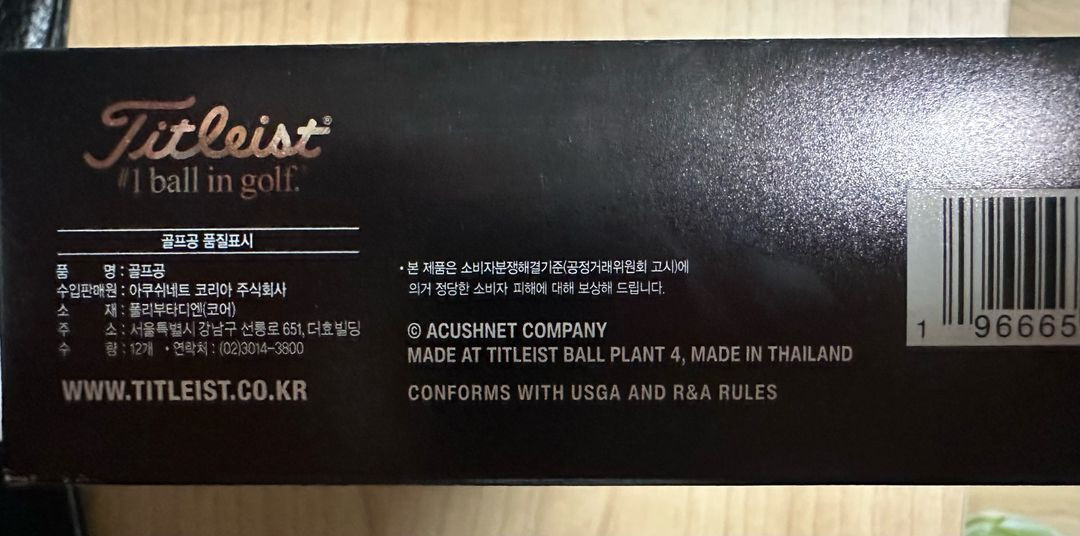 Titleist®
#1 ball in golf.
골프공 품질표시
품 명 : 골프공
수입판매원 : 아쿠쉬네트 코리아 주식회사
소 재 : 폴리부타디엔(코어)
주 소 : 서울특별시 강남구 선릉로 651, 더효빌딩
수 량 : 12개 • 연락처 : (02)3014-3800
WWW.TITLEIST.CO.KR
• 본 제품은 소비자분쟁해결기준(공정거래위원회 고시)에
의거 정당한 소비자 피해에 대해 보상해 드립니다.
© ACUSHNET COMPANY
MADE AT TITLEIST BALL PLANT 4, MADE IN THAILAND
CONFORMS WITH USGA AND R&A RULES
1 96665